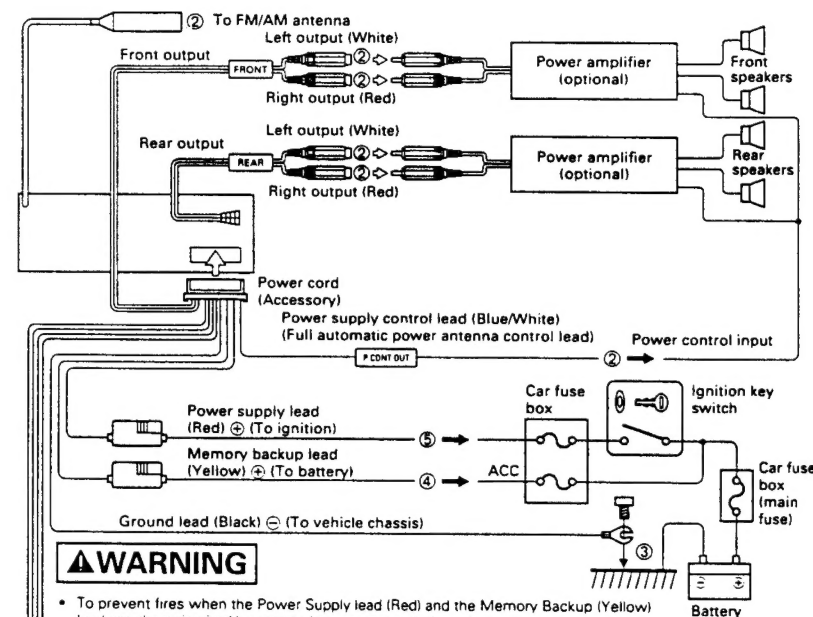 ② To FM/AM antenna
Left output (White)
Front output
FRONT
②
②
Right output (Red)
Power amplifier
(optional)
Front
speakers
Left output (White)
Rear output
REAR
②
②
Right output (Red)
Power amplifier
(optional)
Rear
speakers
Power cord
(Accessory)
Power supply control lead (Blue/White)
(Full automatic power antenna control lead)
P CONT OUT
②
Power control input
Car fuse
box
Ignition key
switch
Power supply lead
(Red) ⊕ (To ignition)
⑤
Memory backup lead
(Yellow) ⊕ (To battery)
④
ACC
Car fuse
box
(main
fuse)
Ground lead (Black) ⊖ (To vehicle chassis)
③
⊖ ⊕
Battery
WARNING
• To prevent fires when the Power Supply lead (Red) and the Memory Backup (Yellow)